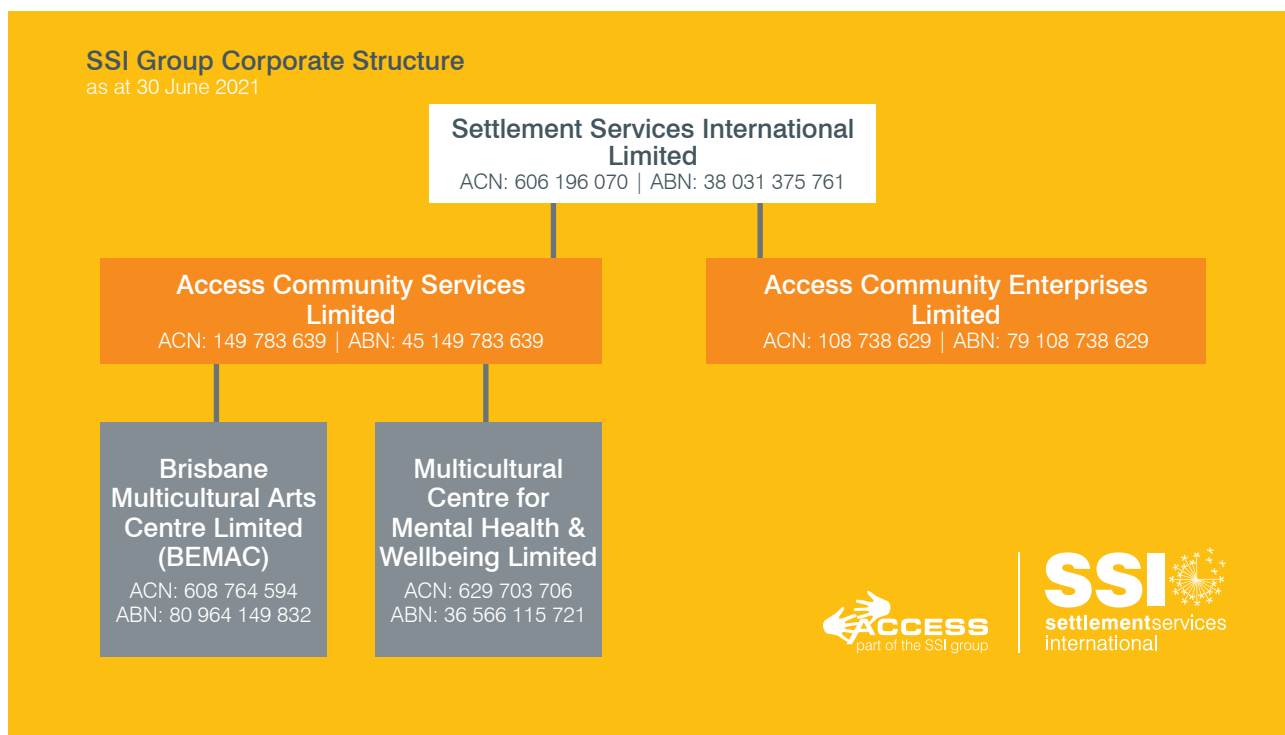 SSI Group Corporate Structure
as at 30 June 2021
Settlement Services International
Limited
ACN: 606 196 070 | ABN: 38 031 375 761
Access Community Services
Limited
ACN: 149 783 639 | ABN: 45 149 783 639
Access Community Enterprises
Limited
ACN: 108 738 629 | ABN: 79 108 738 629
Brisbane
Multicultural Arts
Centre Limited
(BEMAC)
ACN: 608 764 594
ABN: 80 964 149 832
Multicultural
Centre for
Mental Health &
Wellbeing Limited
ACN: 629 703 706
ABN: 36 566 115 721
ACCESS
part of the SSI group
SSI
settlementservices
international